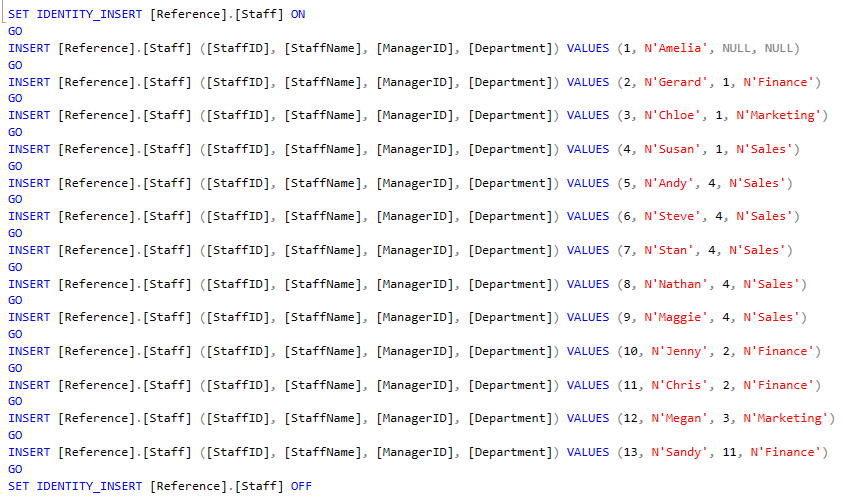 SET IDENTITY_INSERT [Reference].[Staff] ON
GO
INSERT [Reference].[Staff] ([StaffID], [StaffName], [ManagerID], [Department]) VALUES (1, N'Amelia', NULL, NULL)
GO
INSERT [Reference].[Staff] ([StaffID], [StaffName], [ManagerID], [Department]) VALUES (2, N'Gerard', 1, N'Finance')
GO
INSERT [Reference].[Staff] ([StaffID], [StaffName], [ManagerID], [Department]) VALUES (3, N'Chloe', 1, N'Marketing')
GO
INSERT [Reference].[Staff] ([StaffID], [StaffName], [ManagerID], [Department]) VALUES (4, N'Susan', 1, N'Sales')
GO
INSERT [Reference].[Staff] ([StaffID], [StaffName], [ManagerID], [Department]) VALUES (5, N'Andy', 4, N'Sales')
GO
INSERT [Reference].[Staff] ([StaffID], [StaffName], [ManagerID], [Department]) VALUES (6, N'Steve', 4, N'Sales')
GO
INSERT [Reference].[Staff] ([StaffID], [StaffName], [ManagerID], [Department]) VALUES (7, N'Stan', 4, N'Sales')
GO
INSERT [Reference].[Staff] ([StaffID], [StaffName], [ManagerID], [Department]) VALUES (8, N'Nathan', 4, N'Sales')
GO
INSERT [Reference].[Staff] ([StaffID], [StaffName], [ManagerID], [Department]) VALUES (9, N'Maggie', 4, N'Sales')
GO
INSERT [Reference].[Staff] ([StaffID], [StaffName], [ManagerID], [Department]) VALUES (10, N'Jenny', 2, N'Finance')
GO
INSERT [Reference].[Staff] ([StaffID], [StaffName], [ManagerID], [Department]) VALUES (11, N'Chris', 2, N'Finance')
GO
INSERT [Reference].[Staff] ([StaffID], [StaffName], [ManagerID], [Department]) VALUES (12, N'Megan', 3, N'Marketing')
GO
INSERT [Reference].[Staff] ([StaffID], [StaffName], [ManagerID], [Department]) VALUES (13, N'Sandy', 11, N'Finance')
GO
SET IDENTITY_INSERT [Reference].[Staff] OFF